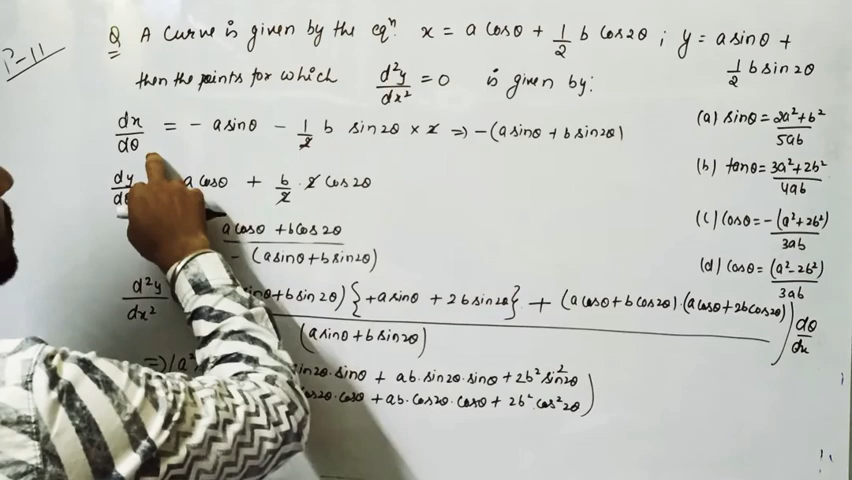 P-11
Q A curve is given by the eqⁿ. x = a cosθ + 1/2 b cos2θ ; y = a sinθ +
1/2 b sin2θ
then the points for which d²y/dx² = 0 is given by:
dx/dθ = - a sinθ - 1/2 b sin2θ × 2 => -(a sinθ + b sin2θ)
(a) sinθ = 2a²+b²/5ab
dy/dθ a cosθ + b/2 · 2 cos2θ
(b) tanθ = 3a²+2b²/4ab
a cosθ + b cos2θ / - (a sinθ + b sin2θ)
(c) cosθ = -(a²+2b²)/3ab
(d) cosθ = (a²-2b²)/3ab
d²y/dx² sinθ + b sin2θ) {+a sinθ + 2b sin2θ} + (a cosθ + b cos2θ)·(a cosθ + 2b cos2θ) / (a sinθ + b sin2θ) ) dθ/dx
=> (a² in2θ·sinθ + ab·sin2θ·sinθ + 2b² sin²2θ
cos2θ·cosθ + ab·cos2θ·cosθ + 2b²·cos²2θ )